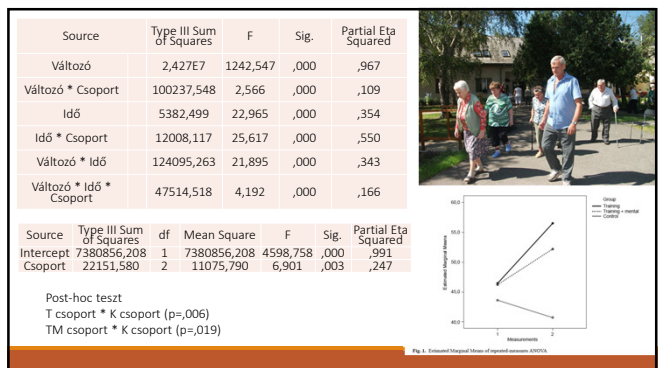 Source Type III Sum of Squares F Sig. Partial Eta Squared
Változó 2,427E7 1242,547 ,000 ,967
Változó * Csoport 100237,548 2,566 ,000 ,109
Idő 5382,499 22,965 ,000 ,354
Idő * Csoport 12008,117 25,617 ,000 ,550
Változó * Idő 124095,263 21,895 ,000 ,343
Változó * Idő * Csoport 47514,518 4,192 ,000 ,166
Source Type III Sum of Squares df Mean Square F Sig. Partial Eta Squared
Intercept 7380856,208 1 7380856,208 4598,758 ,000 ,991
Csoport 22151,580 2 11075,790 6,901 ,003 ,247
Post-hoc teszt
T csoport * K csoport (p=,006)
TM csoport * K csoport (p=,019)
Group
Training
Training + mental
Control
Estimated Marginal Means
60,0
50,0
45,0
40,0
1 2
Measurements
Fig. 1. Estimated Marginal Means of repeated-measure ANOVA